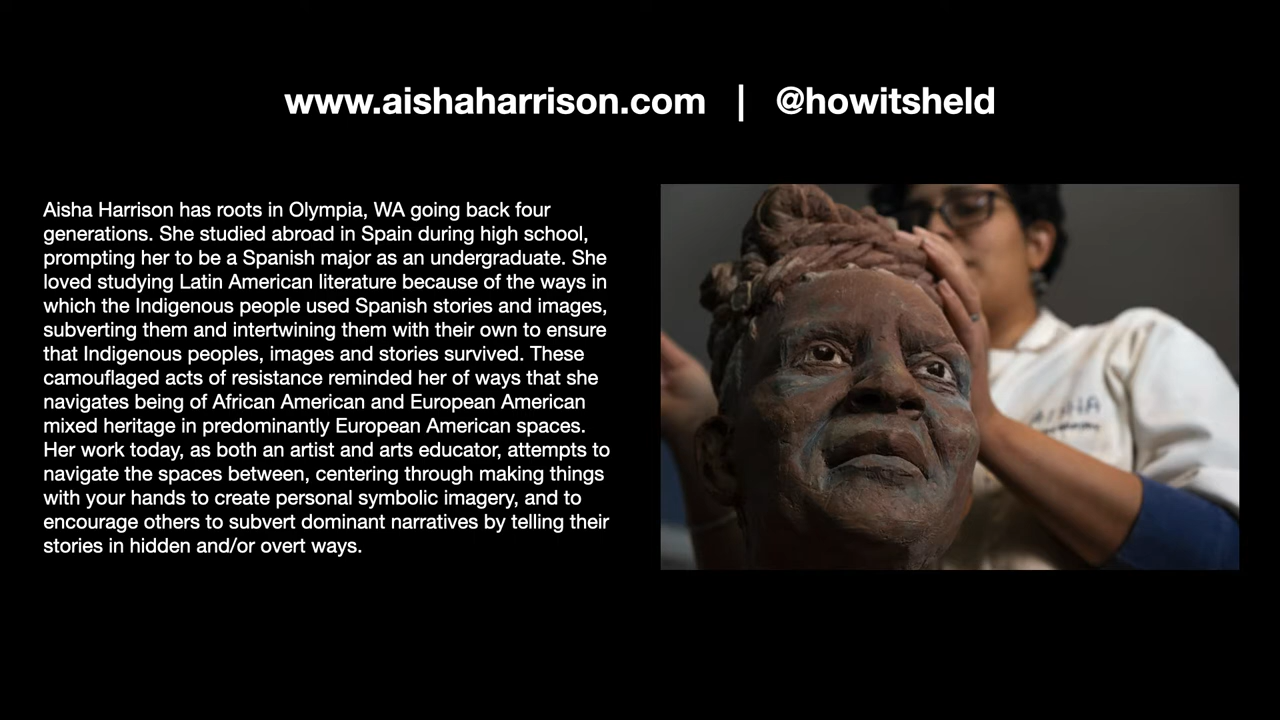 www.aishaharrison.com | @howitsheld
Aisha Harrison has roots in Olympia, WA going back four
generations. She studied abroad in Spain during high school,
prompting her to be a Spanish major as an undergraduate. She
loved studying Latin American literature because of the ways in
which the Indigenous people used Spanish stories and images,
subverting them and intertwining them with their own to ensure
that Indigenous peoples, images and stories survived. These
camouflaged acts of resistance reminded her of ways that she
navigates being of African American and European American
mixed heritage in predominantly European American spaces.
Her work today, as both an artist and arts educator, attempts to
navigate the spaces between, centering through making things
with your hands to create personal symbolic imagery, and to
encourage others to subvert dominant narratives by telling their
stories in hidden and/or overt ways.
AISHA